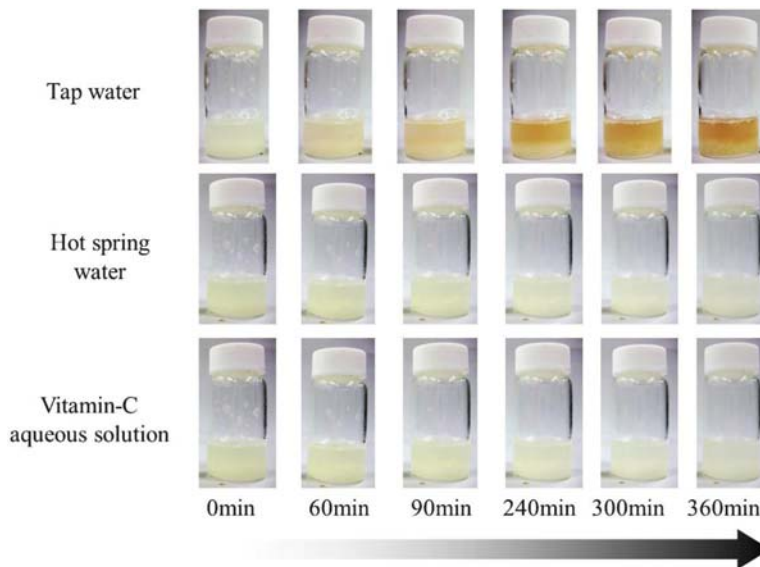 Tap water
Hot spring
water
Vitamin-C
aqueous solution
0min 60min 90min 240min 300min 360min